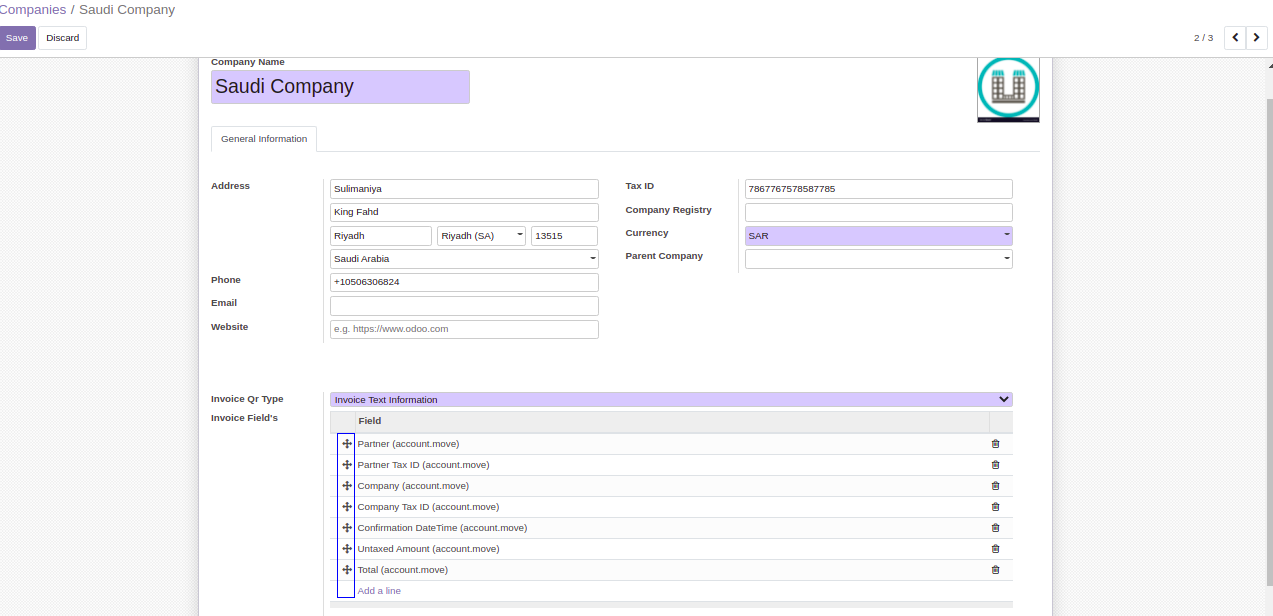 Companies / Saudi Company
Save Discard 2 / 3
Company Name
Saudi Company
General Information
Address Sulimaniya Tax ID 7867767578587785
King Fahd Company Registry
Riyadh Riyadh (SA) 13515 Currency SAR
Saudi Arabia Parent Company
Phone +10506306824
Email
Website e.g. https://www.odoo.com
Invoice Qr Type Invoice Text Information
Invoice Field's Field
Partner (account.move)
Partner Tax ID (account.move)
Company (account.move)
Company Tax ID (account.move)
Confirmation DateTime (account.move)
Untaxed Amount (account.move)
Total (account.move)
Add a line